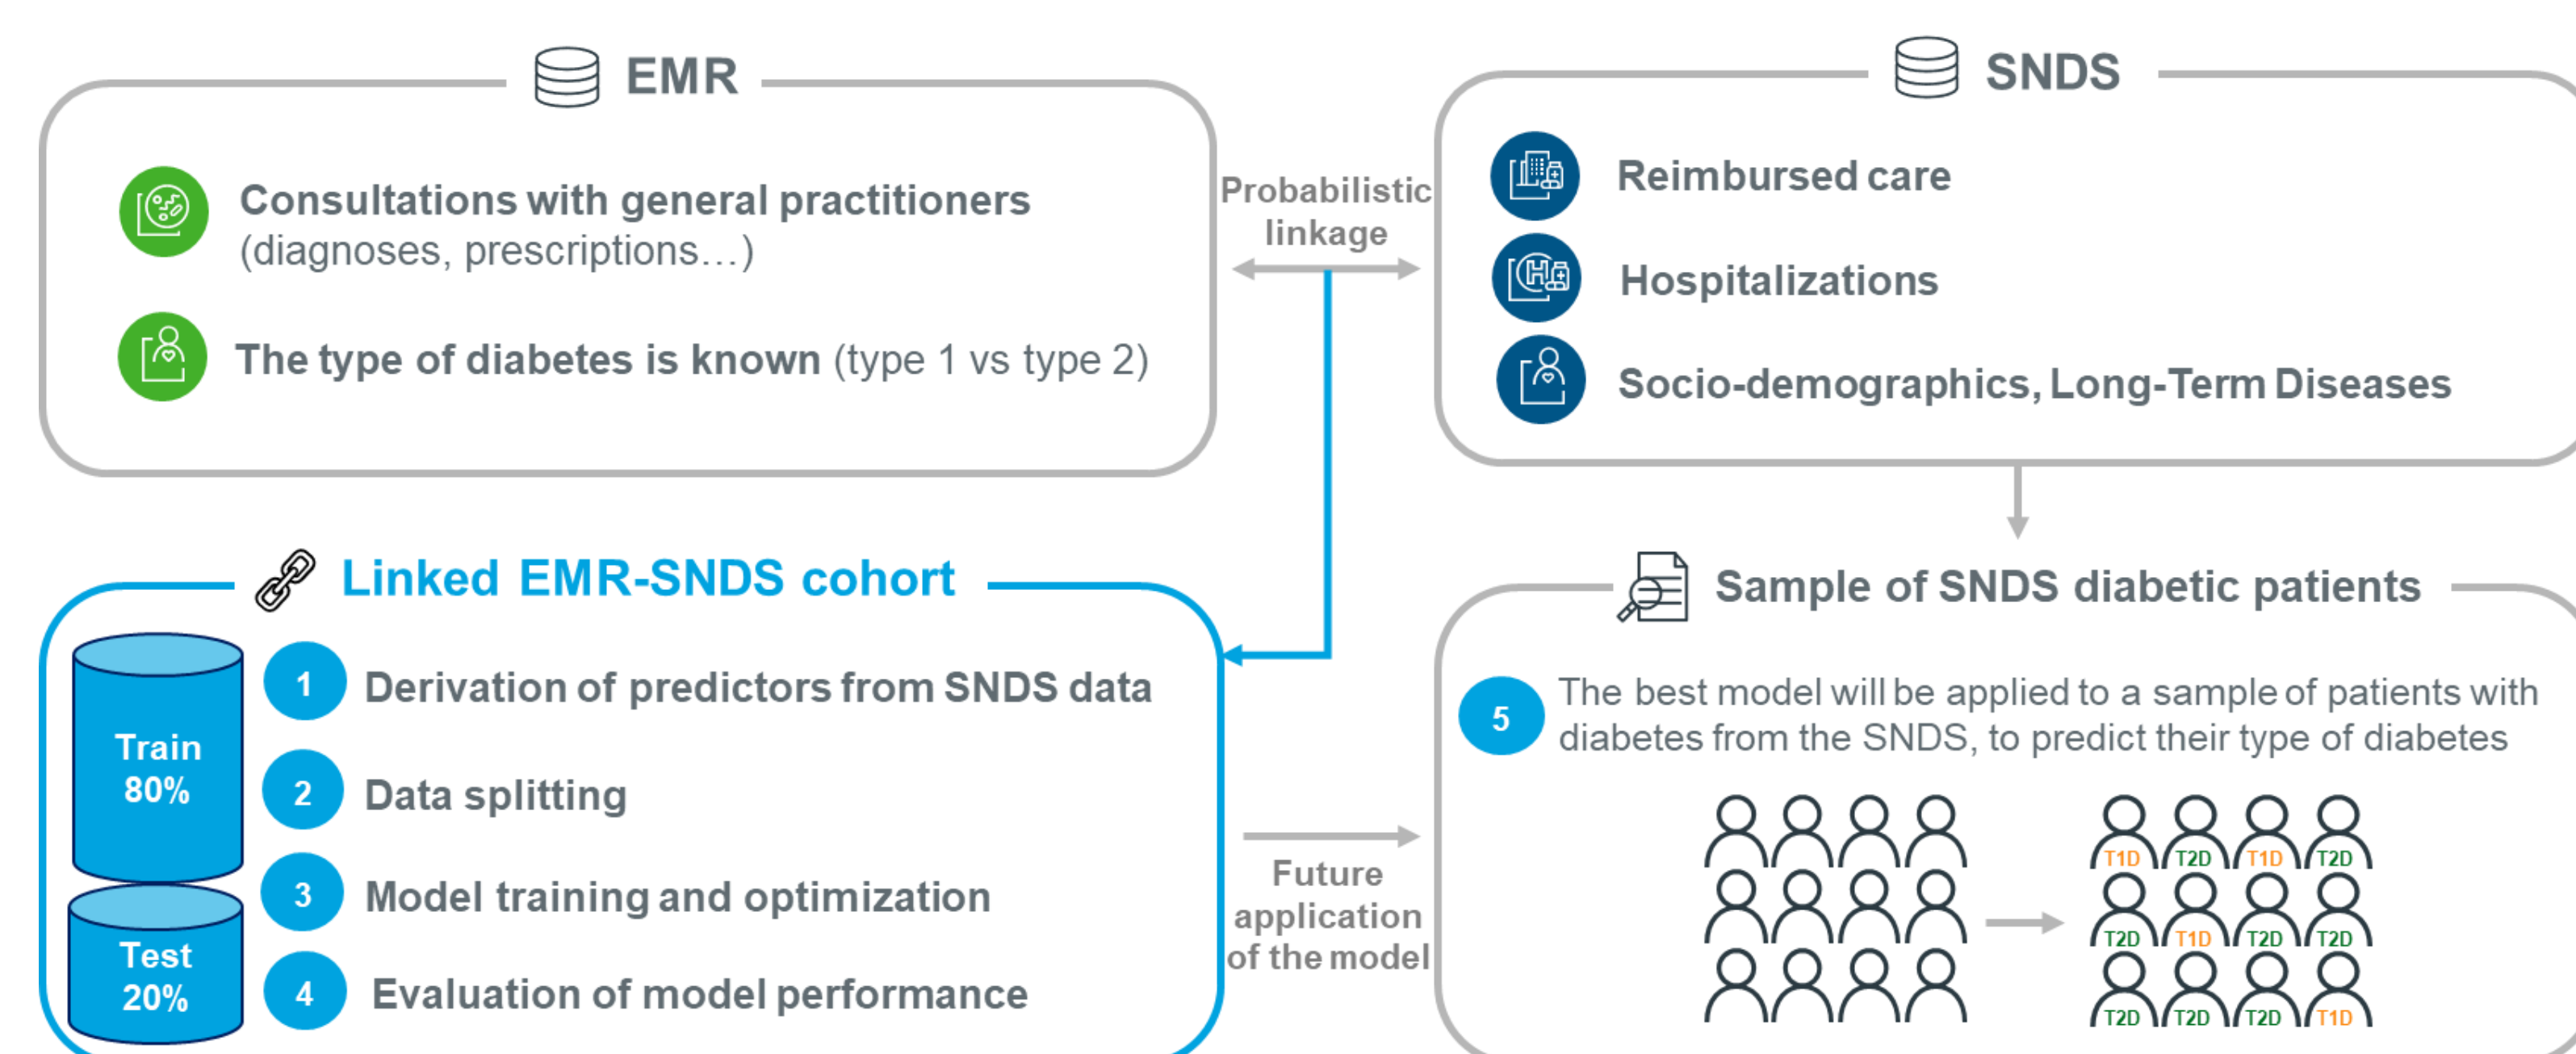 EMR
Consultations with general practitioners
(diagnoses, prescriptions…)
The type of diabetes is known (type 1 vs type 2)
Probabilistic
linkage
SNDS
Reimbursed care
Hospitalizations
Socio-demographics, Long-Term Diseases
Linked EMR-SNDS cohort
Train
80%
Test
20%
1 Derivation of predictors from SNDS data
2 Data splitting
3 Model training and optimization
4 Evaluation of model performance
Future
application
of the model
Sample of SNDS diabetic patients
5
The best model will be applied to a sample of patients with
diabetes from the SNDS, to predict their type of diabetes
T1D T2D T1D T2D
T2D T1D T2D T2D
T2D T2D T2D T1D